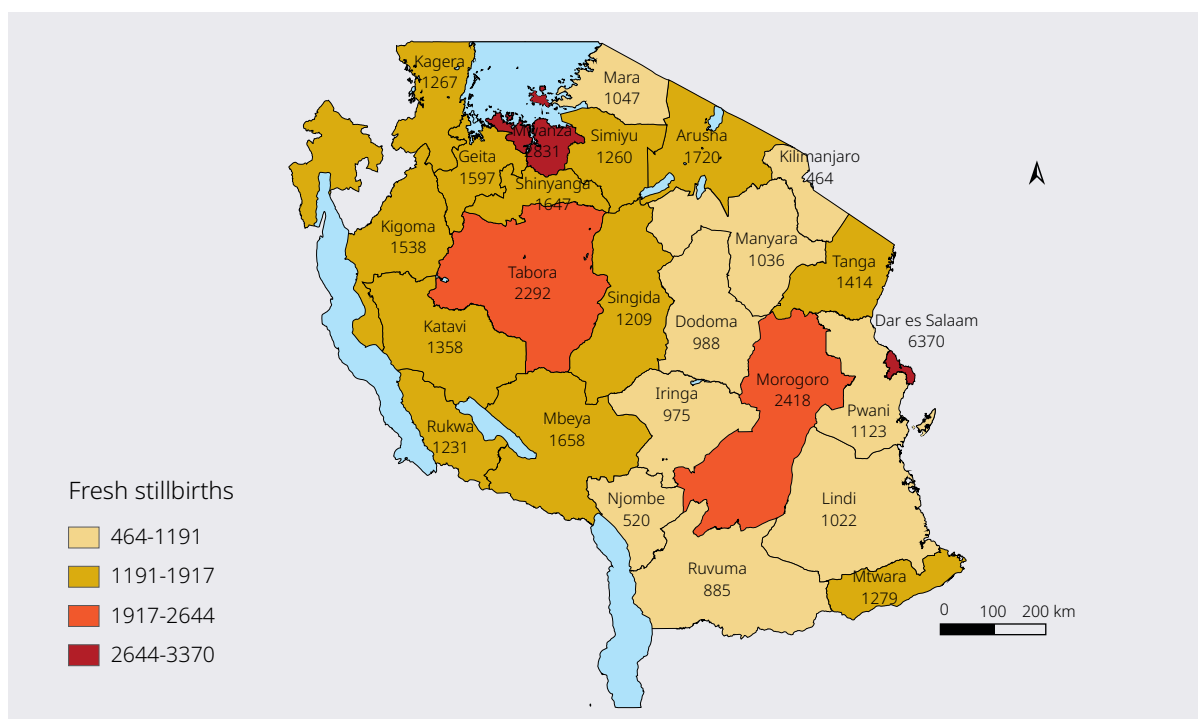 Kagera
1267
Mara
1047
Mwanza
2831
Simiyu
1260
Arusha
1720
Kilimanjaro
464
Geita
1597
Shinyanga
1647
Kigoma
1538
Manyara
1036
Tanga
1414
Tabora
2292
Singida
1209
Dodoma
988
Dar es Salaam
6370
Katavi
1358
Morogoro
2418
Iringa
975
Pwani
1123
Rukwa
1231
Mbeya
1658
Njombe
520
Lindi
1022
Ruvuma
885
Mtwara
1279
Fresh stillbirths
464-1191
1191-1917
1917-2644
2644-3370
0 100 200 km